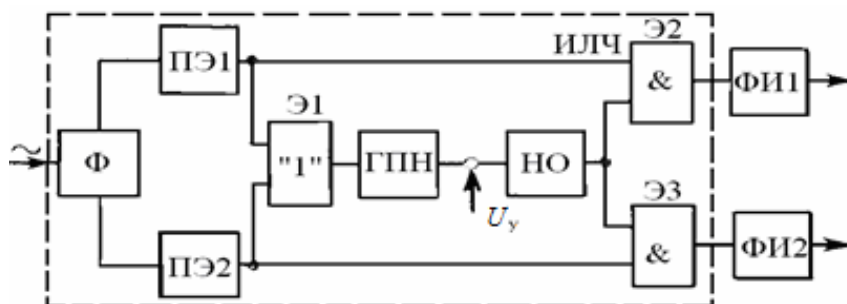 ПЭ1
ИЛЧ
Э2
&
ФИ1
Э1
~
Ф
"1"
ГПН
НО
Uу
Э3
ПЭ2
&
ФИ2